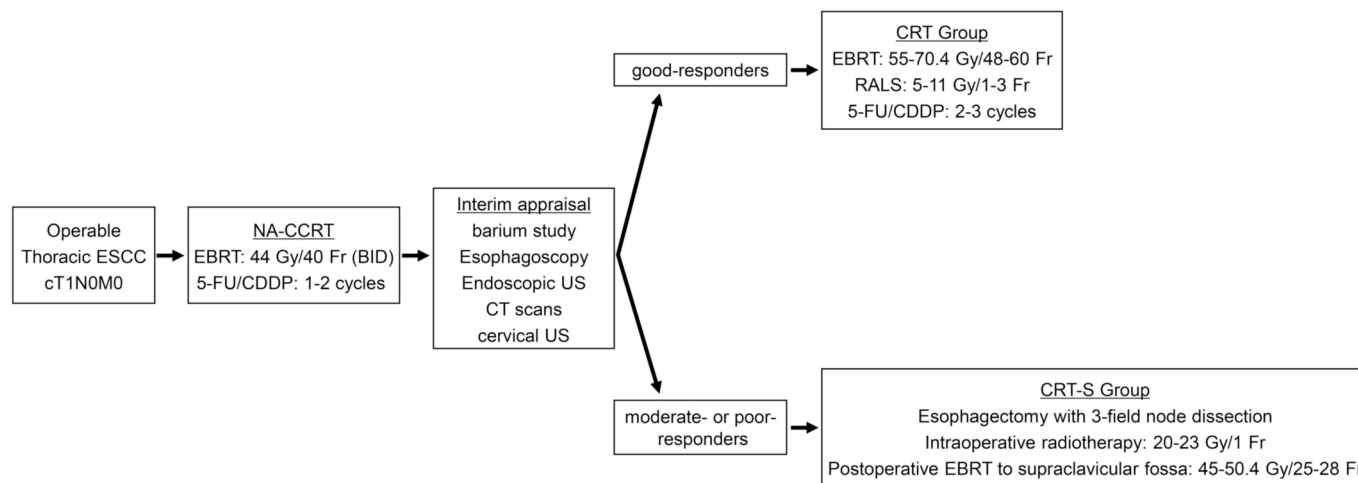 Operable
Thoracic ESCC
cT1N0M0
NA-CCRT
EBRT: 44 Gy/40 Fr (BID)
5-FU/CDDP: 1-2 cycles
Interim appraisal
barium study
Esophagoscopy
Endoscopic US
CT scans
cervical US
good-responders
CRT Group
EBRT: 55-70.4 Gy/48-60 Fr
RALS: 5-11 Gy/1-3 Fr
5-FU/CDDP: 2-3 cycles
moderate- or poor-
responders
CRT-S Group
Esophagectomy with 3-field node dissection
Intraoperative radiotherapy: 20-23 Gy/1 Fr
Postoperative EBRT to supraclavicular fossa: 45-50.4 Gy/25-28 Fr